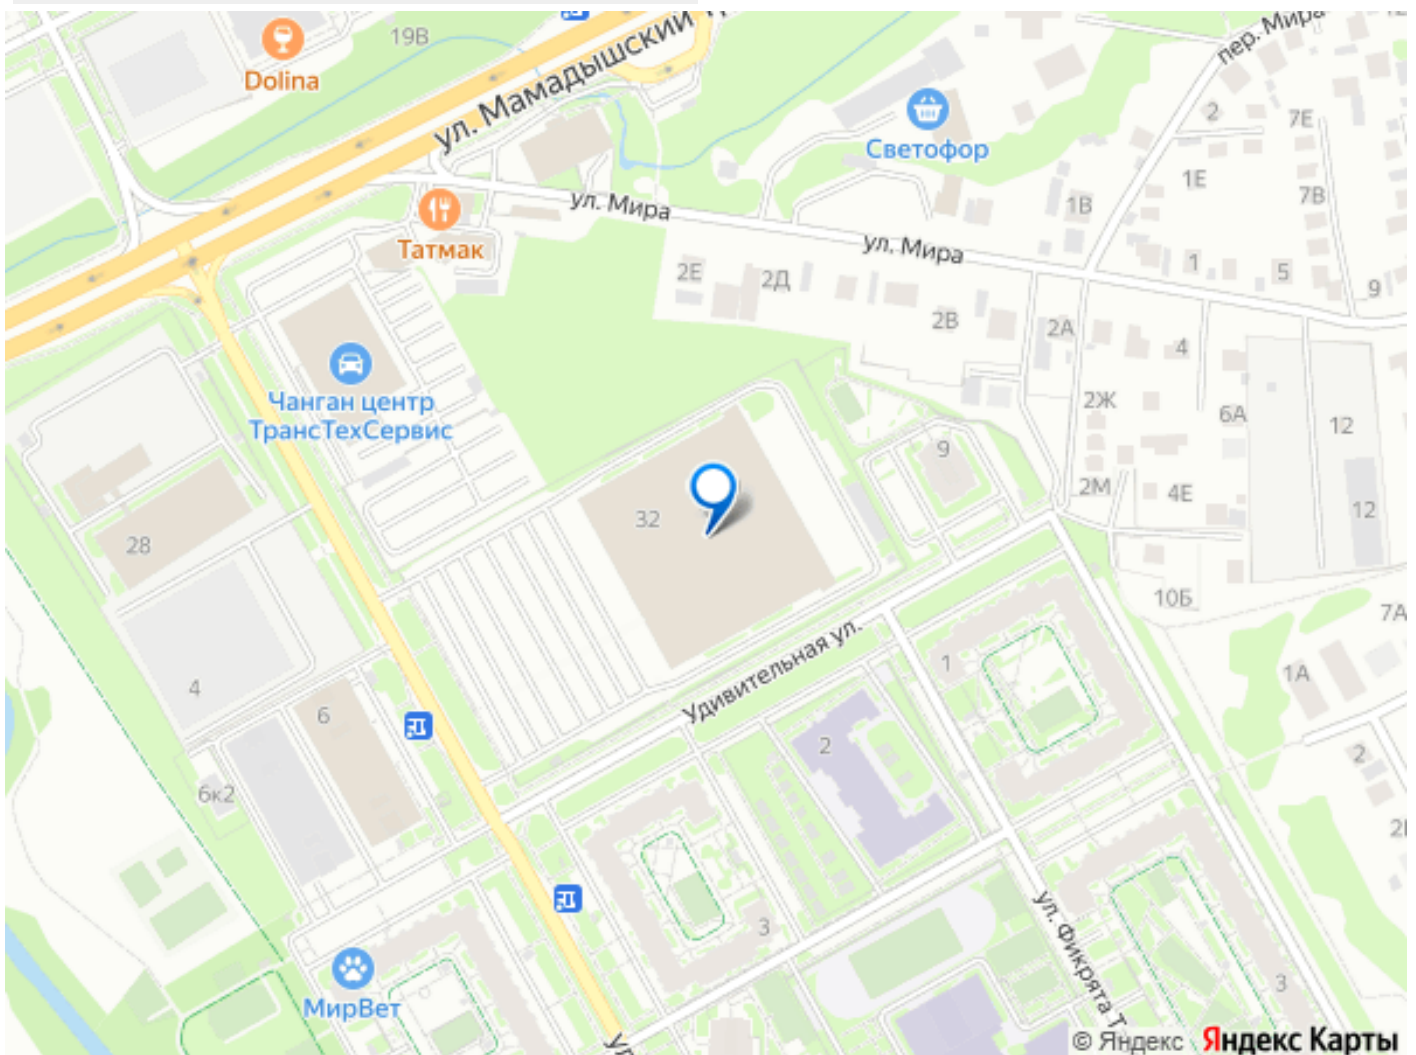 19В
Dolina
ул. Мамадышский
пер. Мира
Светофор
2
7Е
1Е
7В
1В
ул. Мира
Татмак
ул. Мира
2Е
2Д
1
5
9
2В
2А
4
Чанган центр
ТрансТехСервис
2Ж
6А
12
9
2М
4Е
12
32
28
10Б
7А
Удивительная ул.
1
1А
4
6
2
2
6к2
3
ул. Фикрята Т
3
МирВет
© Яндекс Яндекс Карты